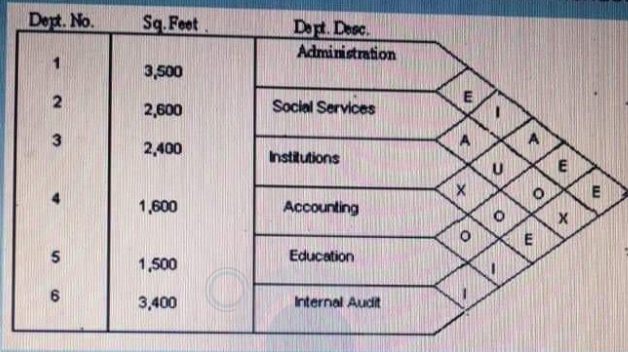 Dept. No. Sq. Feet. Dept. Desc.
1 3,500 Administration
2 2,600 Social Services
3 2,400 Institutions
4 1,600 Accounting
5 1,500 Education
6 3,400 Internal Audit
E
I
A A
U E
X O E
O X
O E
I
I